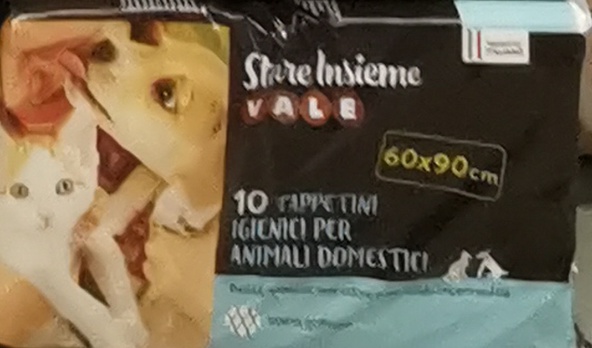 Stare Insieme
VALE
60x90cm
10 TAPPETINI
IGIENICI PER
ANIMALI DOMESTICI